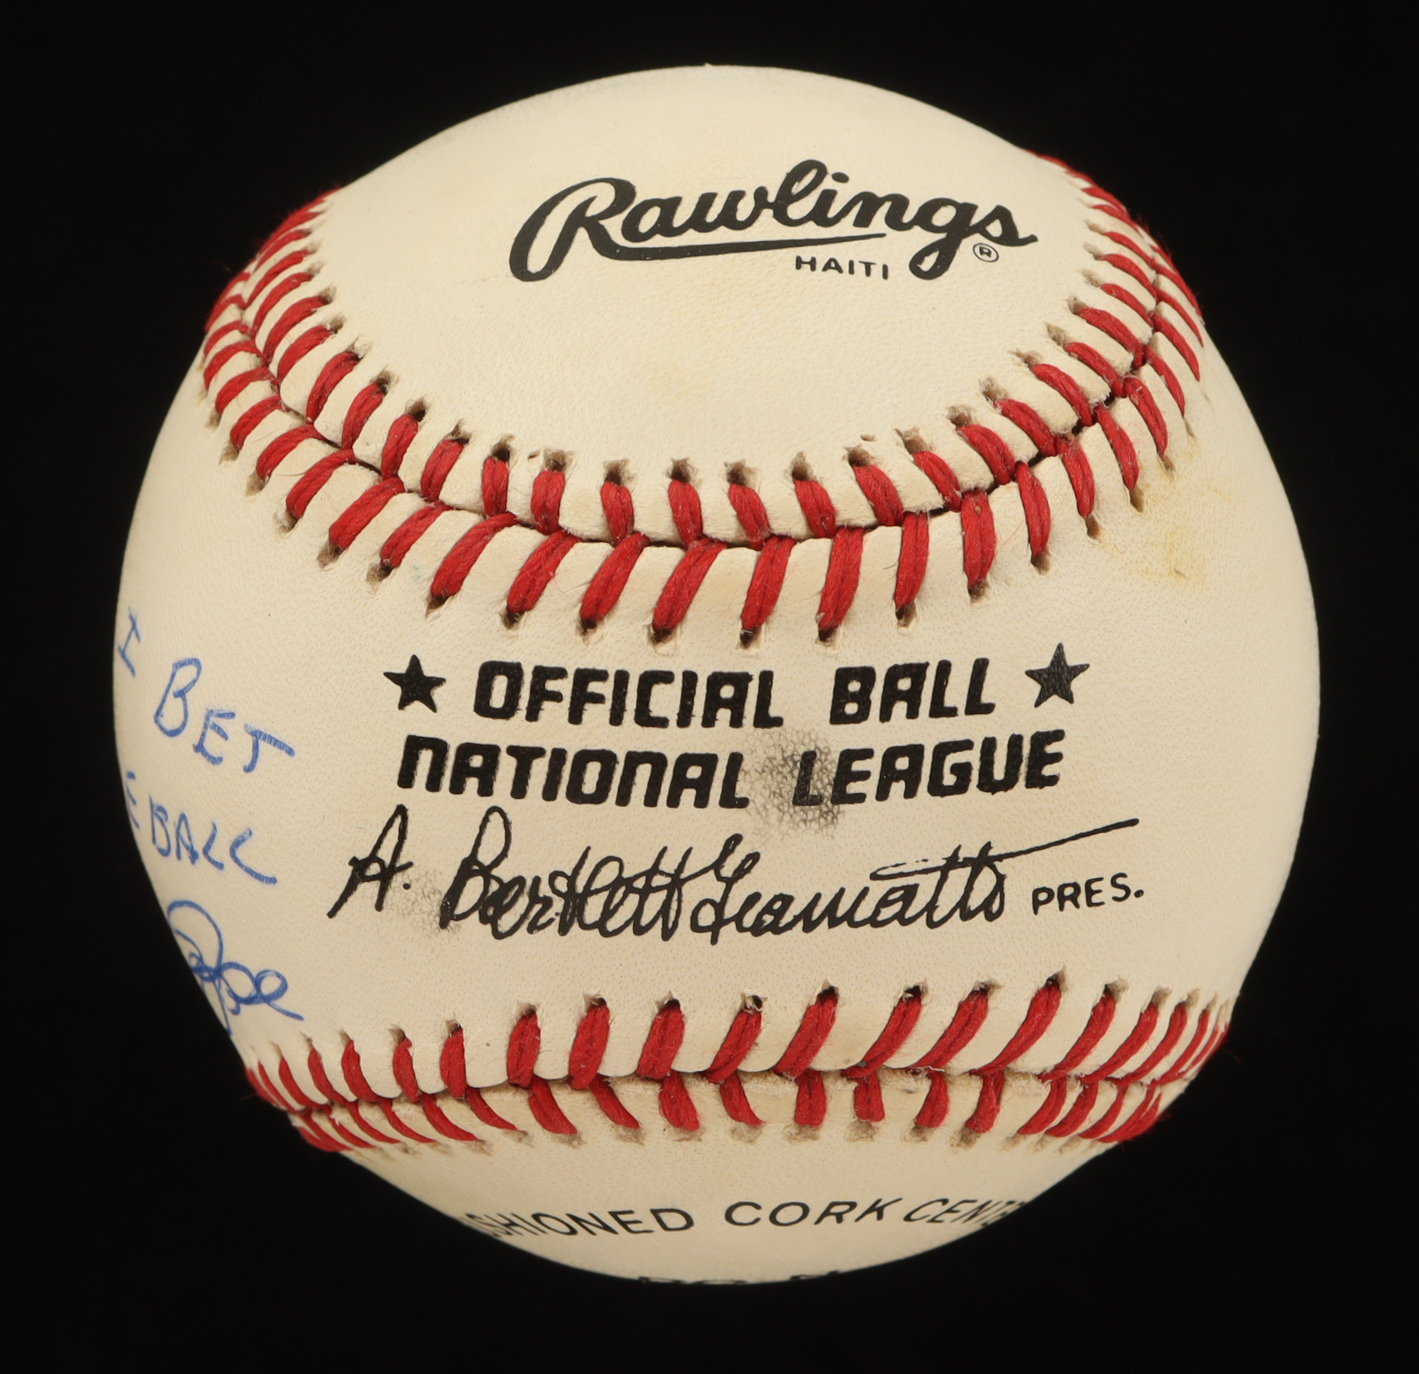 Rawlings®
HAITI
★ OFFICIAL BALL ★
NATIONAL LEAGUE
A. Bartlett Giamatti PRES.
I BET
E BALL
SHIONED CORK CENT